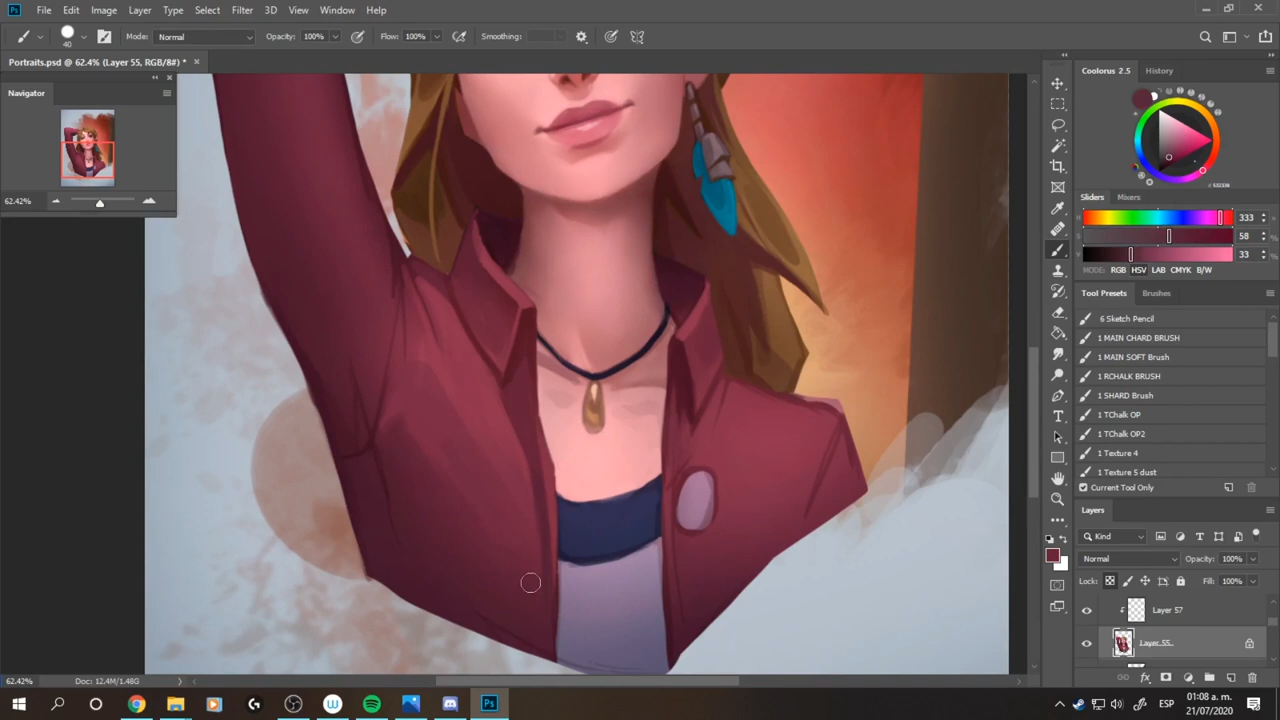 Ps File Edit Image Layer Type Select Filter 3D View Window Help
40 Mode: Normal Opacity: 100% Flow: 100% Smoothing:
Portraits.psd @ 62.4% (Layer 55, RGB/8#) * ×
Navigator
62.42%
Coolorus 2.5 History
Sliders Mixers
H 333
S 58 %
V 33 %
MODE: RGB HSV LAB CMYK B/W
Tool Presets Brushes
6 Sketch Pencil
1 MAIN CHARD BRUSH
1 MAIN SOFT Brush
1 RCHALK BRUSH
1 SHARD Brush
1 TChalk OP
1 TChalk OP2
1 Texture 4
1 Texture 5 dust
Current Tool Only
Layers
Kind
Normal Opacity: 100%
Lock: Fill: 100%
Layer 57
Layer 55
62.42% Doc: 12.4M/1.48G
ESP 01:08 a. m.
21/07/2020